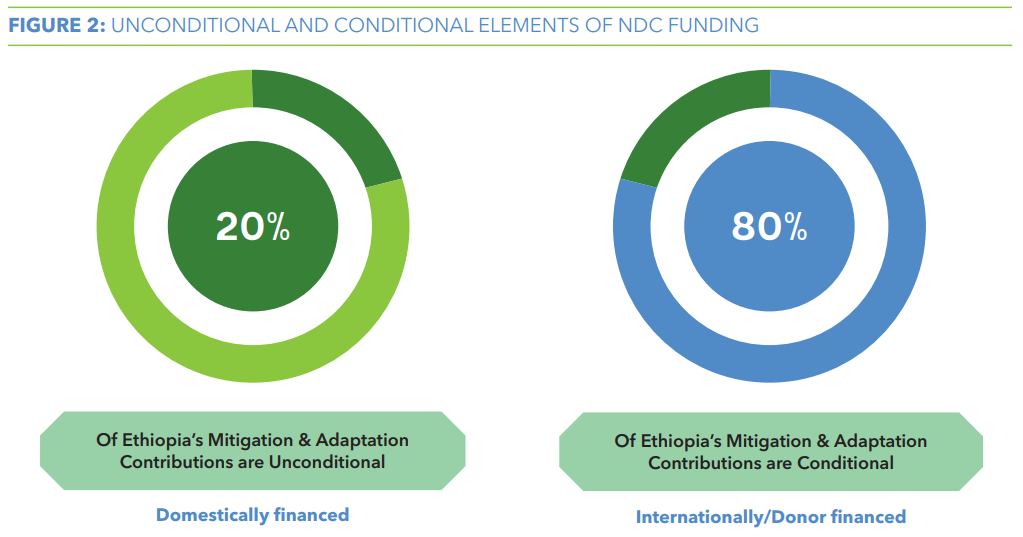 FIGURE 2: UNCONDITIONAL AND CONDITIONAL ELEMENTS OF NDC FUNDING
20%
80%
Of Ethiopia's Mitigation & Adaptation
Contributions are Unconditional
Domestically financed
Of Ethiopia's Mitigation & Adaptation
Contributions are Conditional
Internationally/Donor financed